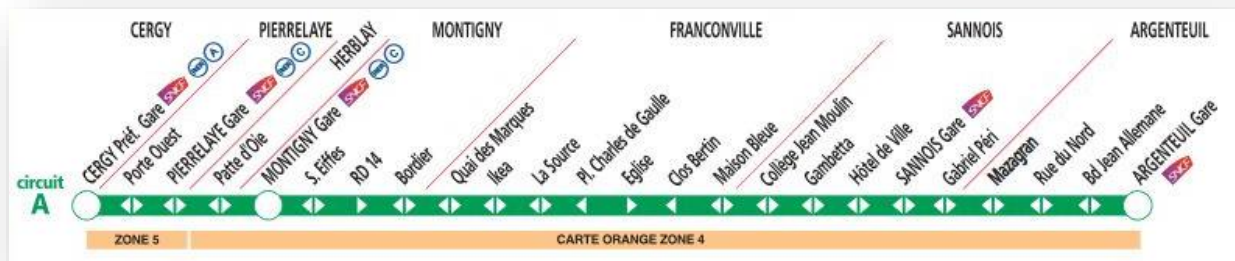 CERGY
PIERRELAYE
HERBLAY
MONTIGNY
FRANCONVILLE
SANNOIS
ARGENTEUIL
CERGY Préf. Gare SNCF RER A
Porte Ouest
PIERRELAYE Gare SNCF RER C
Patte d'Oie
MONTIGNY Gare SNCF RER C
S. Eiffes
RD 14
Bordier
Quai des Marques
Ikea
La Source
Pl. Charles de Gaulle
Eglise
Clos Bertin
Maison Bleue
Collège Jean Moulin
Gambetta
Hôtel de Ville
SANNOIS Gare SNCF
Gabriel Péri
Mazagran
Rue du Nord
Bd Jean Allemane
ARGENTEUIL Gare SNCF
circuit
A
ZONE 5
CARTE ORANGE ZONE 4